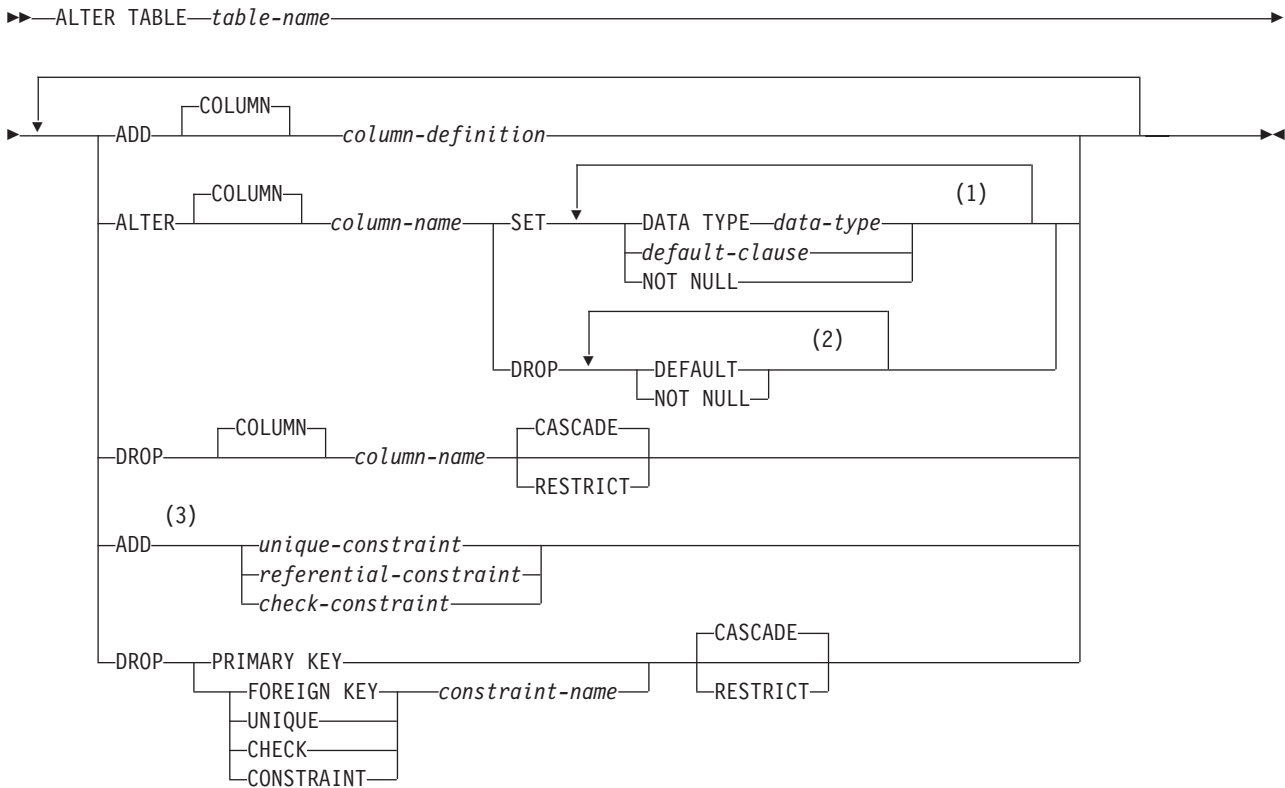 ALTER TABLE table-name
COLUMN
ADD column-definition
COLUMN (1)
ALTER column-name SET DATA TYPE data-type
default-clause
NOT NULL
(2)
DROP DEFAULT
NOT NULL
COLUMN CASCADE
DROP column-name
RESTRICT
(3)
ADD unique-constraint
referential-constraint
check-constraint
CASCADE
DROP PRIMARY KEY
FOREIGN KEY constraint-name RESTRICT
UNIQUE
CHECK
CONSTRAINT